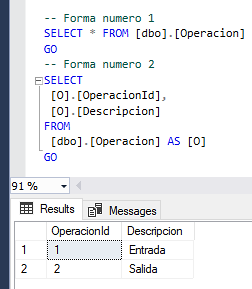 -- Forma numero 1
SELECT * FROM [dbo].[Operacion]
GO
-- Forma numero 2
SELECT
[O].[OperacionId],
[O].[Descripcion]
FROM
[dbo].[Operacion] AS [O]
GO
91 %
Results Messages
OperacionId Descripcion
1 1 Entrada
2 2 Salida